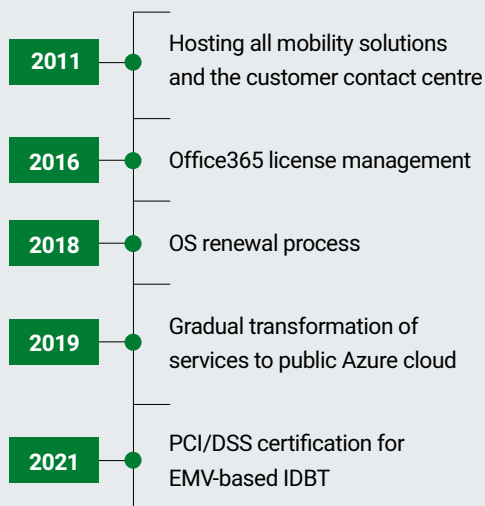 2011
Hosting all mobility solutions
and the customer contact centre
2016
Office365 license management
2018
OS renewal process
2019
Gradual transformation of
services to public Azure cloud
2021
PCI/DSS certification for
EMV-based IDBT